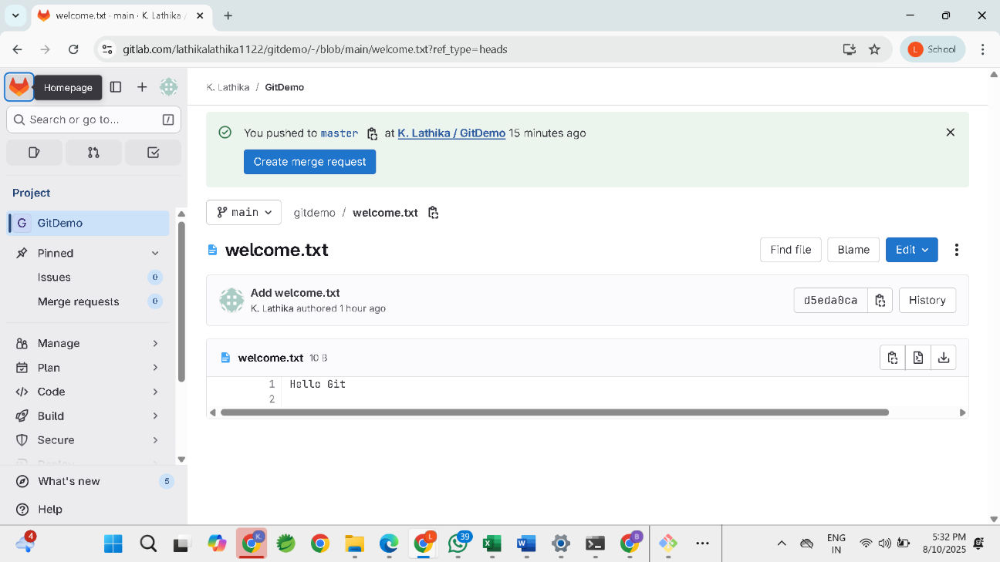 welcome.txt · main · K. Lathika /
gitlab.com/lathikalathika1122/gitdemo/-/blob/main/welcome.txt?ref_type=heads
L School
Homepage
K. Lathika / GitDemo
Search or go to... /
You pushed to master at K. Lathika / GitDemo 15 minutes ago
Create merge request
Project
G GitDemo
Pinned
Issues 0
Merge requests 0
Manage
Plan
Code
Build
Secure
Deploy
What's new 5
Help
main gitdemo / welcome.txt
welcome.txt
Find file Blame Edit
Add welcome.txt
K. Lathika authored 1 hour ago
d5eda0ca History
welcome.txt 10 B
1 Hello Git
2
4
K
L
39
B
ENG
IN
5:32 PM
8/10/2025